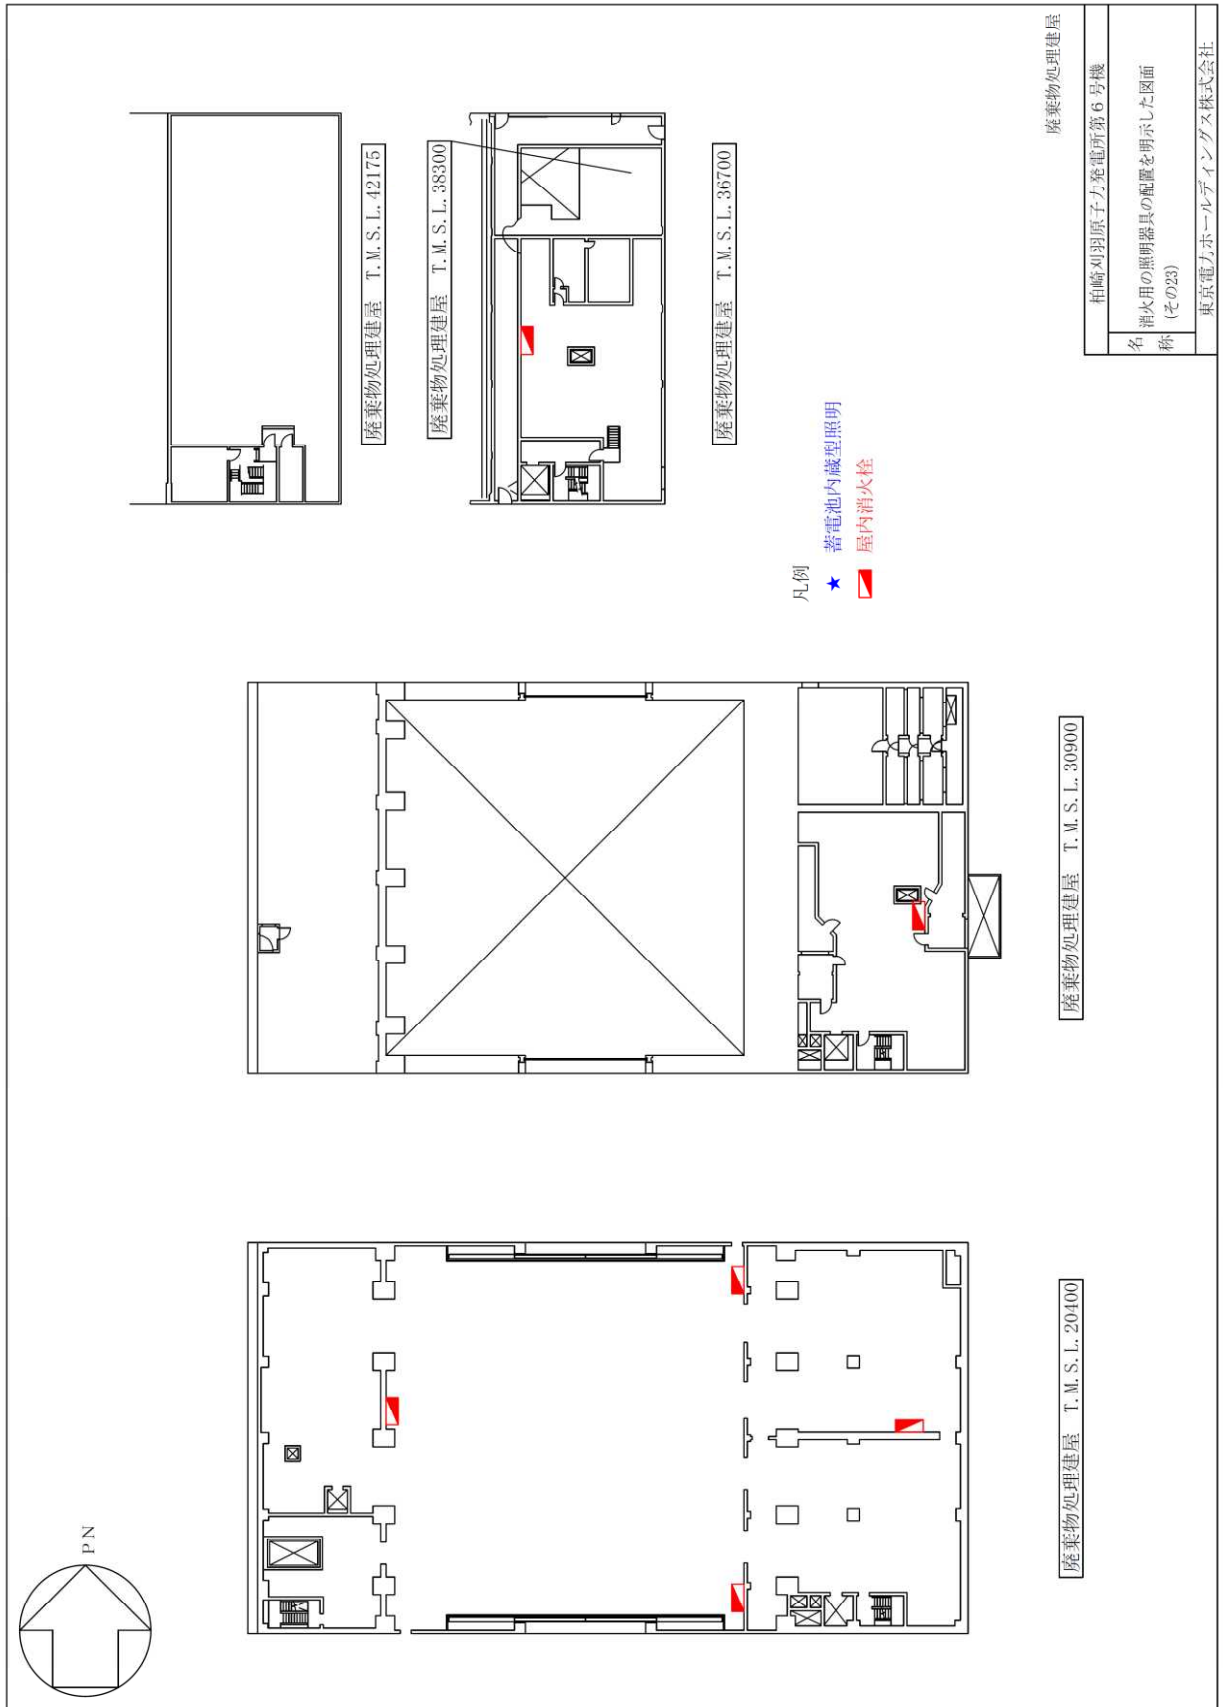 PN
廃棄物処理建屋 T.M.S.L.20400
廃棄物処理建屋 T.M.S.L.30900
廃棄物処理建屋 T.M.S.L.42175
廃棄物処理建屋 T.M.S.L.38300
廃棄物処理建屋 T.M.S.L.36700
凡例
★ 蓄電池内蔵型照明
屋内消火栓
廃棄物処理建屋
柏崎刈羽原子力発電所第6号機
名称
消火用の照明器具の配置を明示した図面
(その23)
東京電力ホールディングス株式会社